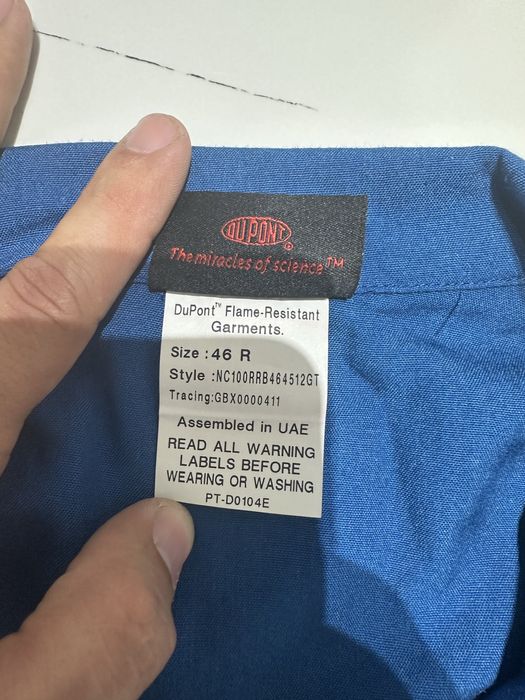 DUPONT®
The miracles of science™
DuPont™ Flame-Resistant
Garments.
Size : 46 R
Style :NC100RRB464512GT
Tracing:GBX0000411
Assembled in UAE
READ ALL WARNING
LABELS BEFORE
WEARING OR WASHING
PT-D0104E